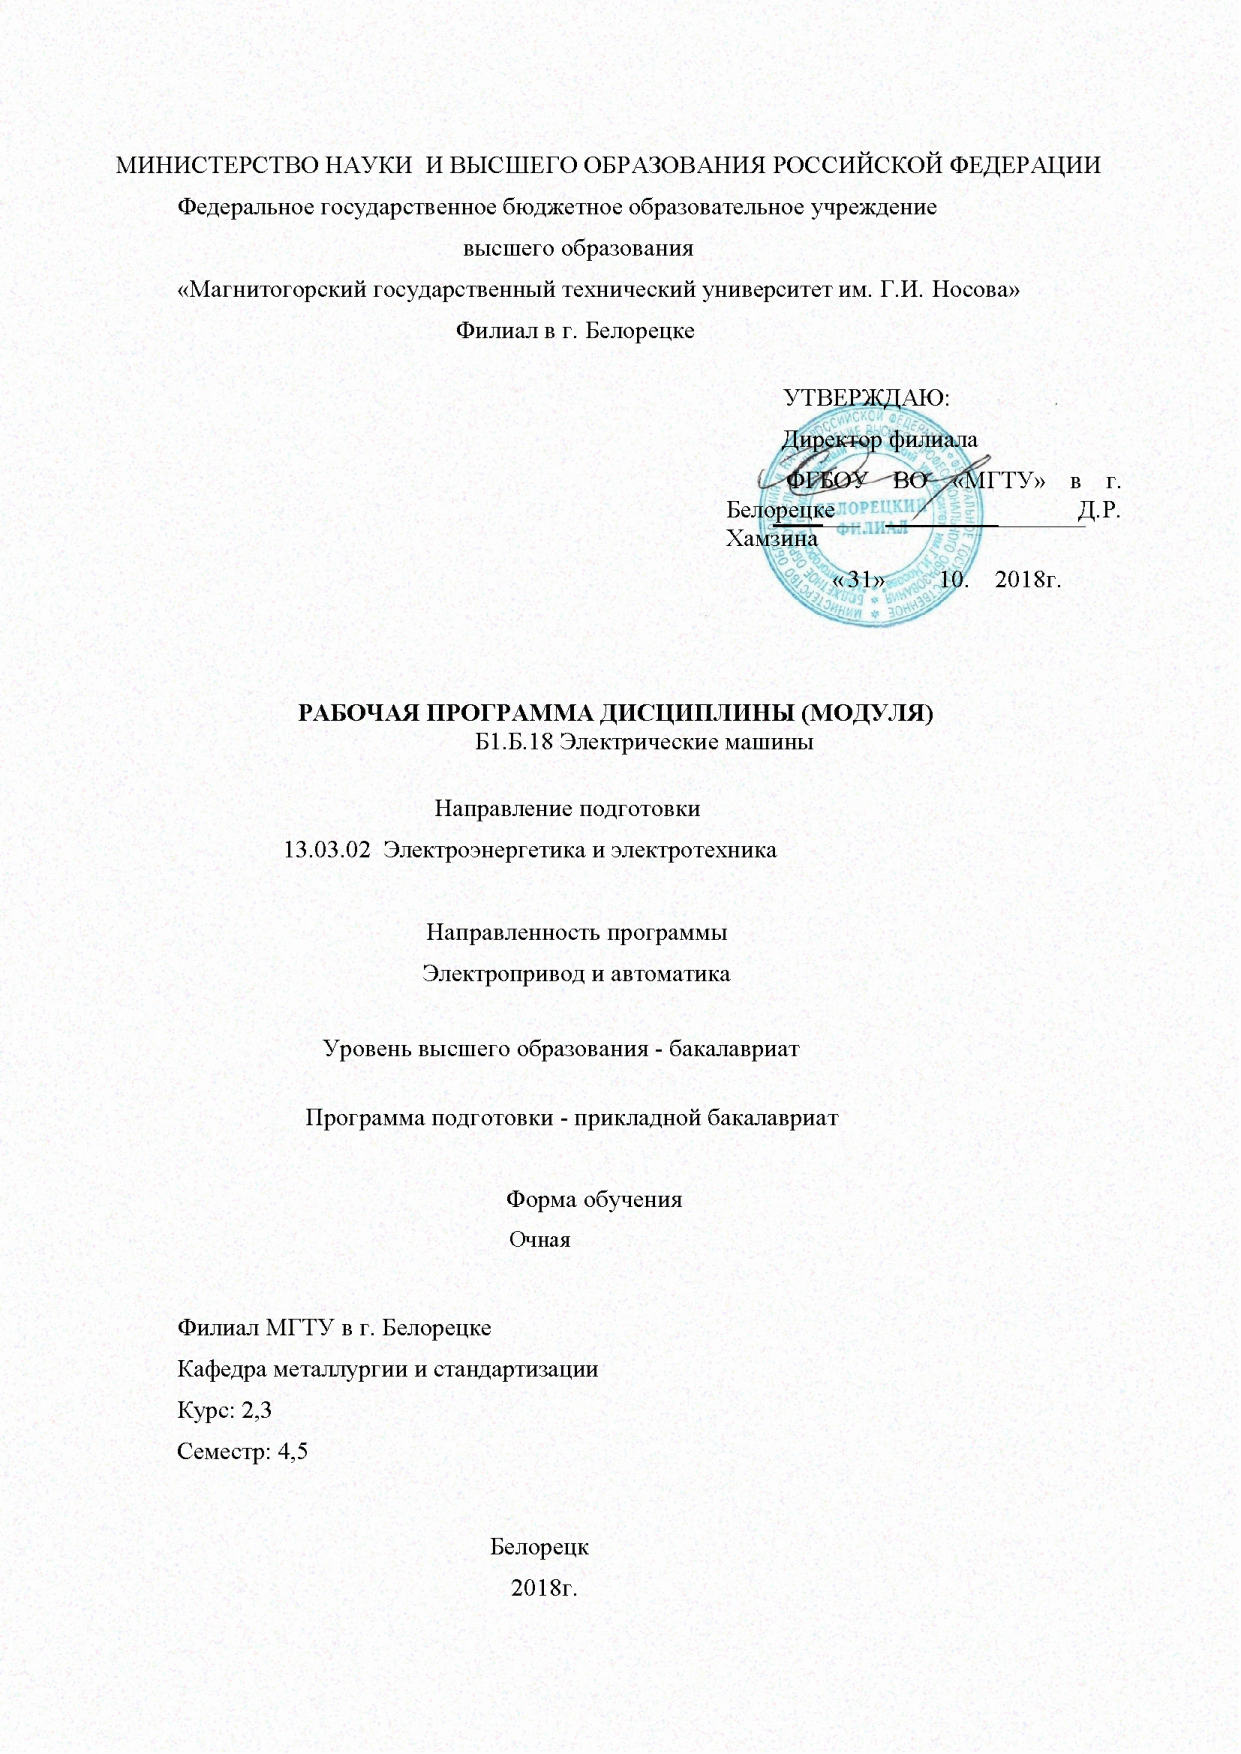 МИНИСТЕРСТВО НАУКИ И ВЫСШЕГО ОБРАЗОВАНИЯ РОССИЙСКОЙ ФЕДЕРАЦИИ
Федеральное государственное бюджетное образовательное учреждение
высшего образования
«Магнитогорский государственный технический университет им. Г.И. Носова»
Филиал в г. Белорецке
УТВЕРЖДАЮ:
Директор филиала
ФГБОУ ВО «МГТУ» в г.
Белорецке Д.Р.
Хамзина
«31» 10. 2018г.
БЕЛОРЕЦКИЙ
ФИЛИАЛ
РАБОЧАЯ ПРОГРАММА ДИСЦИПЛИНЫ (МОДУЛЯ)
Б1.Б.18 Электрические машины
Направление подготовки
13.03.02 Электроэнергетика и электротехника
Направленность программы
Электропривод и автоматика
Уровень высшего образования - бакалавриат
Программа подготовки - прикладной бакалавриат
Форма обучения
Очная
Филиал МГТУ в г. Белорецке
Кафедра металлургии и стандартизации
Курс: 2,3
Семестр: 4,5
Белорецк
2018г.